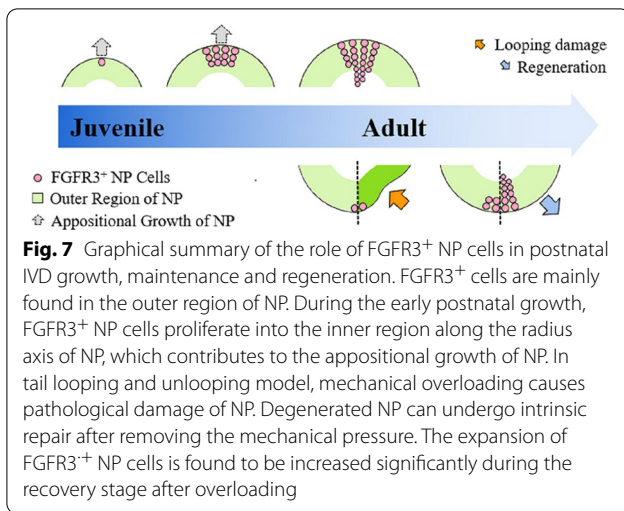 Looping damage
Regeneration
Juvenile
Adult
FGFR3⁺ NP Cells
Outer Region of NP
Appositional Growth of NP
Fig. 7 Graphical summary of the role of FGFR3⁺ NP cells in postnatal
IVD growth, maintenance and regeneration. FGFR3⁺ cells are mainly
found in the outer region of NP. During the early postnatal growth,
FGFR3⁺ NP cells proliferate into the inner region along the radius
axis of NP, which contributes to the appositional growth of NP. In
tail looping and unlooping model, mechanical overloading causes
pathological damage of NP. Degenerated NP can undergo intrinsic
repair after removing the mechanical pressure. The expansion of
FGFR3·⁺ NP cells is found to be increased significantly during the
recovery stage after overloading